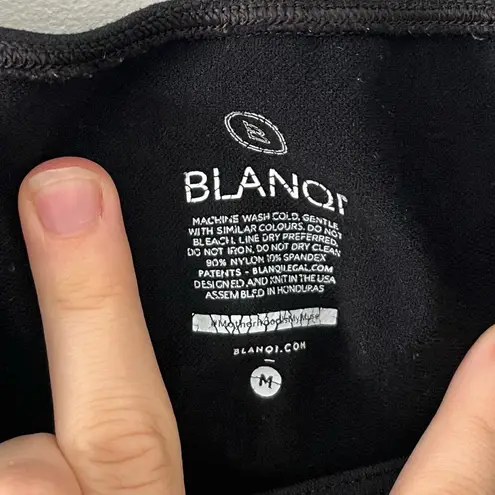 B
BLANQI
MACHINE WASH COLD, GENTLE
WITH SIMILAR COLOURS. DO NOT
BLEACH. LINE DRY PREFERRED.
DO NOT IRON. DO NOT DRY CLEAN
90% NYLON 10% SPANDEX
PATENTS - BLANQILEGAL.COM
DESIGNED AND KNIT IN THE USA
ASSEMBLED IN HONDURAS
BLANQI.COM
M